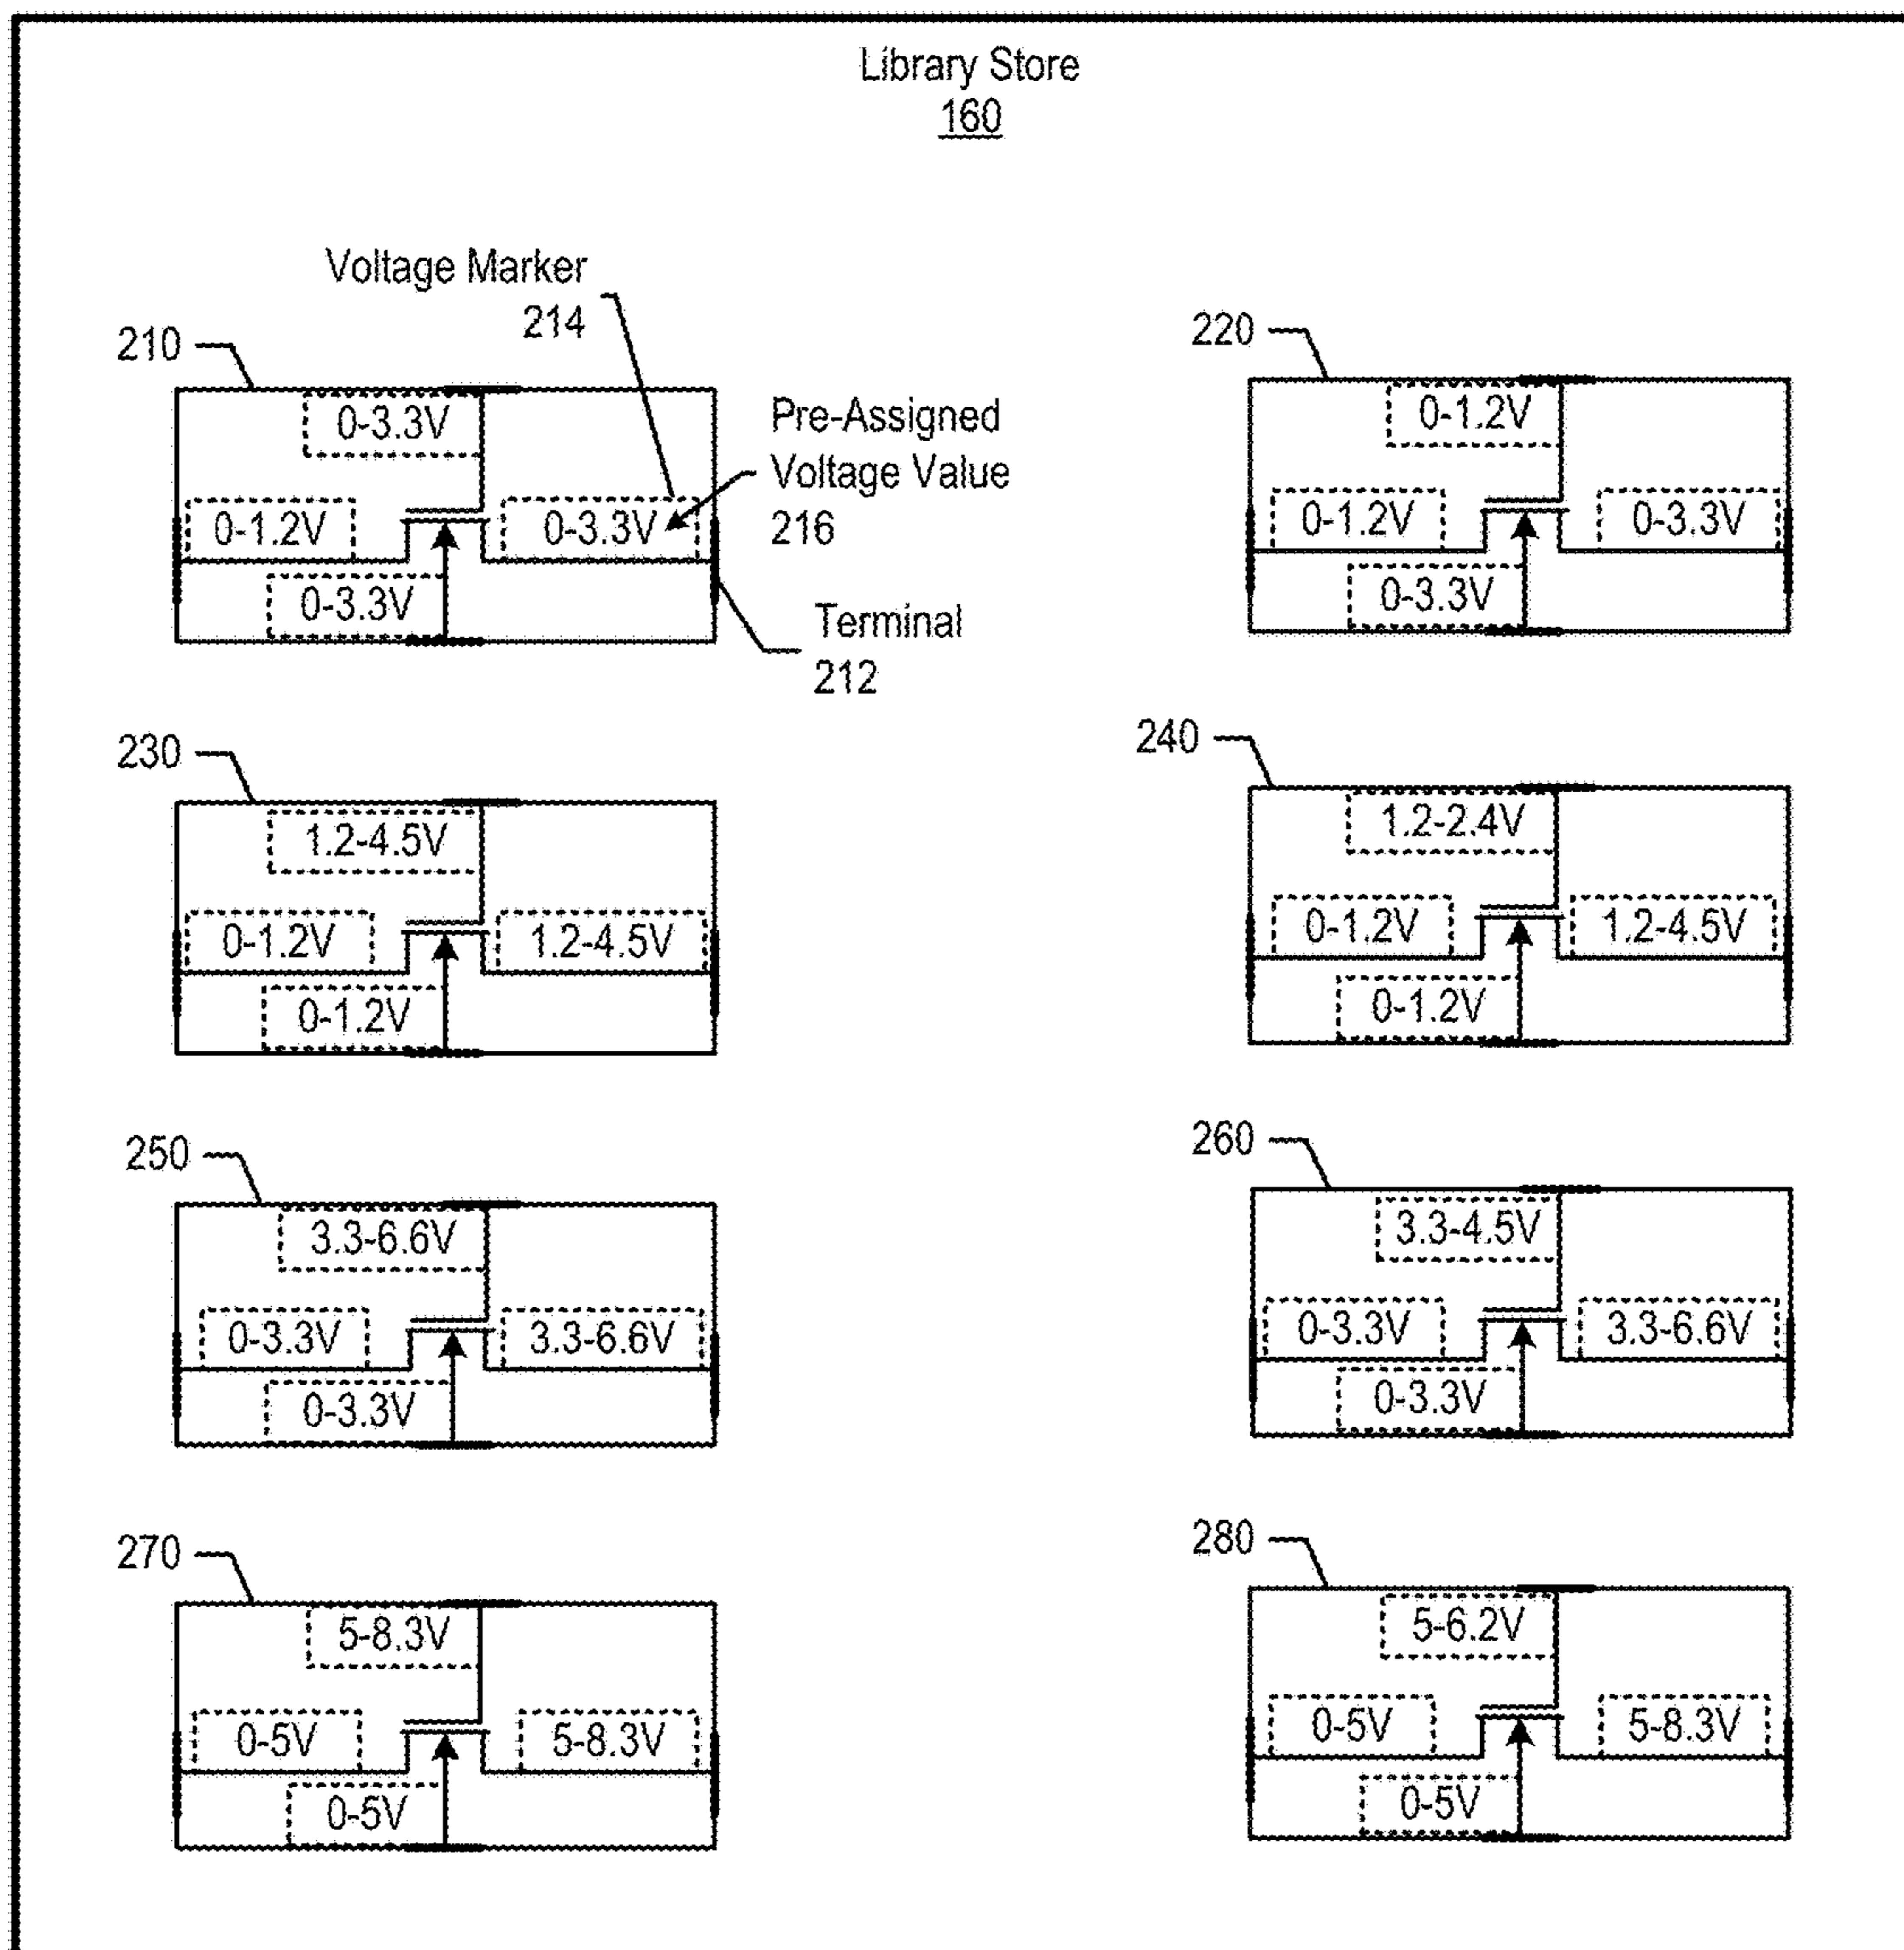 Library Store
160
Voltage Marker
214
210
220
0-3.3V
Pre-Assigned
Voltage Value
216
0-1.2V
0-3.3V
0-3.3V
Terminal
212
0-1.2V
0-1.2V
0-3.3V
0-3.3V
230
1.2-4.5V
0-1.2V
1.2-4.5V
0-1.2V
240
1.2-2.4V
0-1.2V
1.2-4.5V
0-1.2V
250
3.3-6.6V
0-3.3V
3.3-6.6V
0-3.3V
260
3.3-4.5V
0-3.3V
3.3-6.6V
0-3.3V
270
5-8.3V
0-5V
5-8.3V
0-5V
280
5-6.2V
0-5V
5-8.3V
0-5V